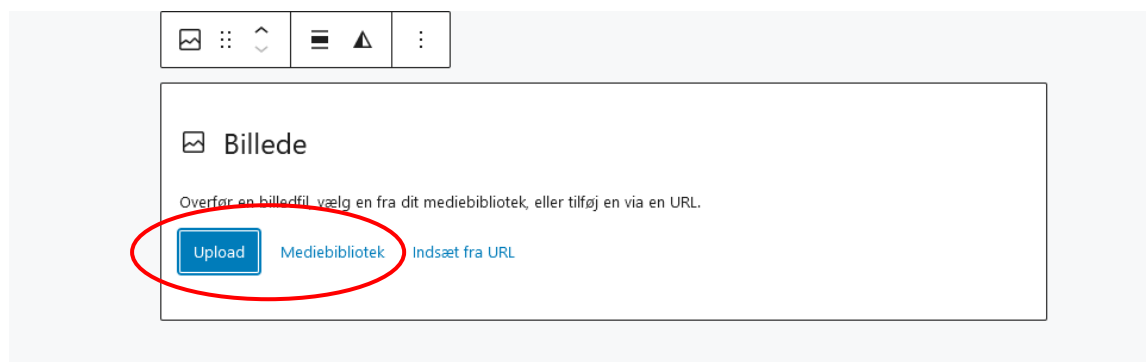 Billede
Overfør en billedfil, vælg en fra dit mediebibliotek, eller tilføj en via en URL.
Upload Mediebibliotek Indsæt fra URL